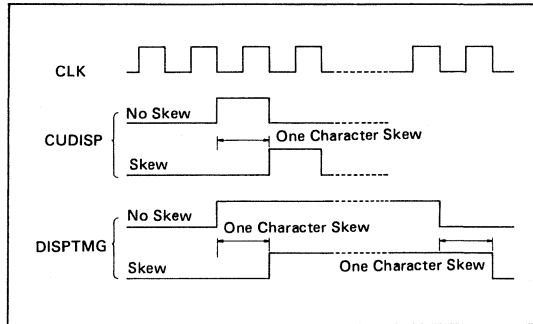 CLK
No Skew
CUDISP
One Character Skew
Skew
No Skew
One Character Skew
DISPTMG
One Character Skew
Skew